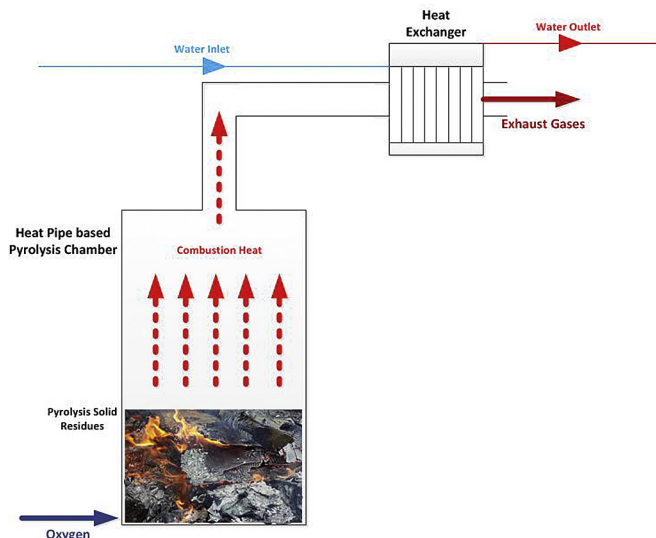 Heat
Exchanger
Water Inlet
Water Outlet
Exhaust Gases
Heat Pipe based
Pyrolysis Chamber
Combustion Heat
Pyrolysis Solid
Residues
Oxygen